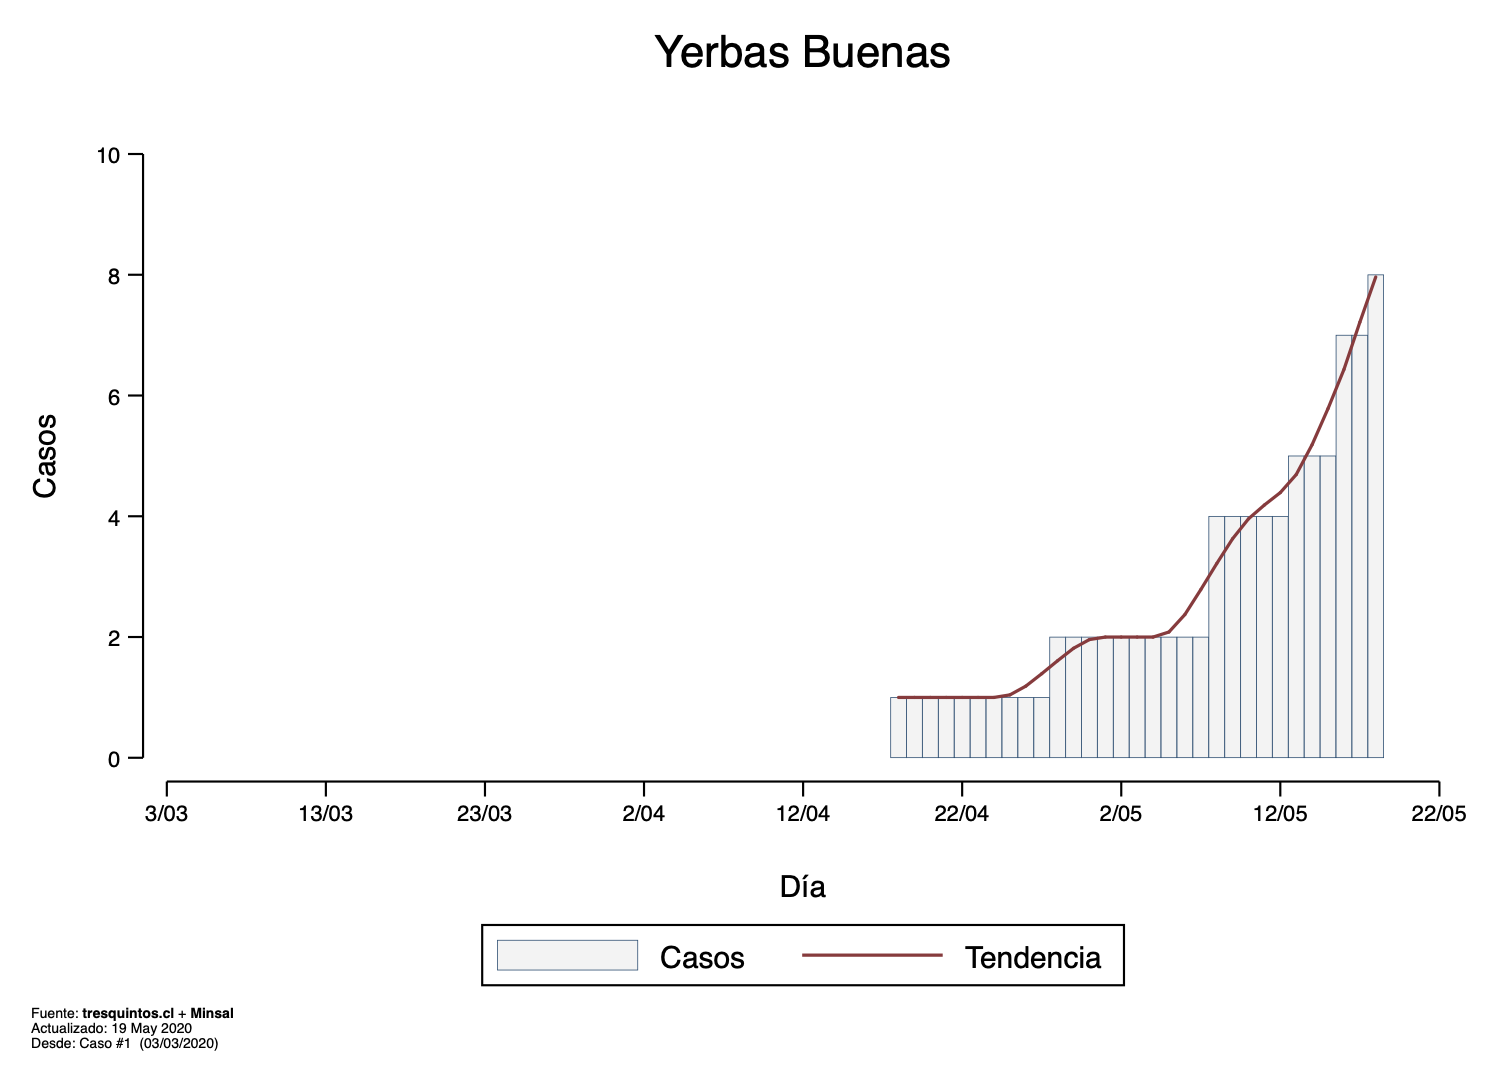 Yerbas Buenas
10
8
6
4
2
0
Casos
3/03 13/03 23/03 2/04 12/04 22/04 2/05 12/05 22/05
Día
Casos Tendencia
Fuente: tresquintos.cl + Minsal
Actualizado: 19 May 2020
Desde: Caso #1 (03/03/2020)